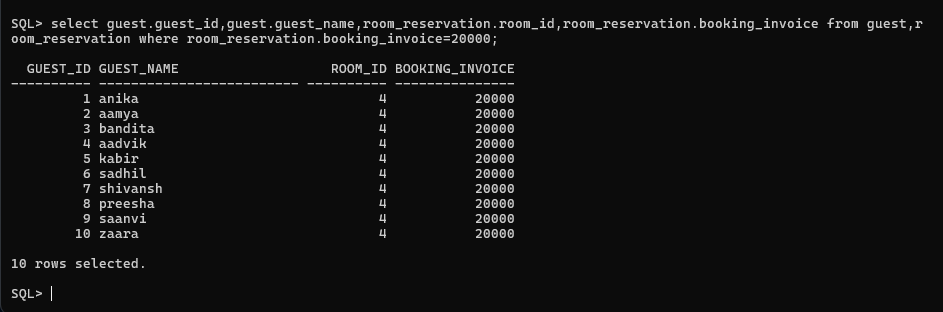 SQL> select guest.guest_id,guest.guest_name,room_reservation.room_id,room_reservation.booking_invoice from guest,r
oom_reservation where room_reservation.booking_invoice=20000;
GUEST_ID GUEST_NAME ROOM_ID BOOKING_INVOICE
---------- ------------------------- ---------- ---------------
1 anika 4 20000
2 aamya 4 20000
3 bandita 4 20000
4 aadvik 4 20000
5 kabir 4 20000
6 sadhil 4 20000
7 shivansh 4 20000
8 preesha 4 20000
9 saanvi 4 20000
10 zaara 4 20000
10 rows selected.
SQL>